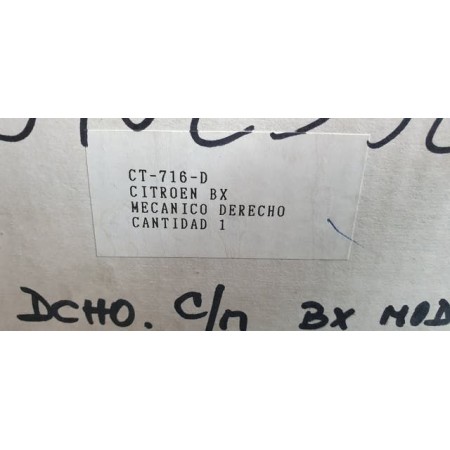 CT-716-D
CITROEN BX
MECANICO DERECHO
CANTIDAD 1
DCHO. C/M BX MOD